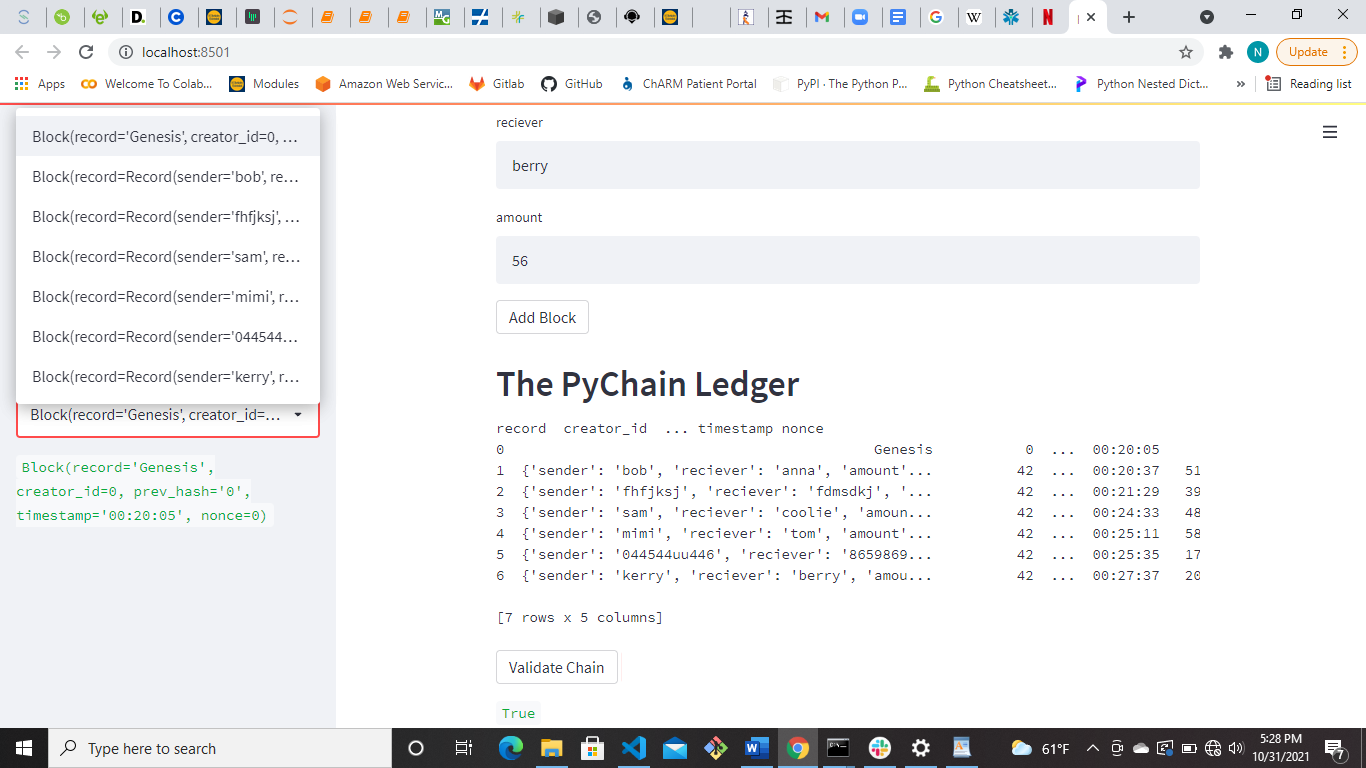 localhost:8501
Update
Apps
Welcome To Colab...
Modules
Amazon Web Servic...
Gitlab
GitHub
ChARM Patient Portal
PyPI · The Python P...
Python Cheatsheet...
Python Nested Dict...
»
Reading list
Block(record='Genesis', creator_id=0, ...
Block(record=Record(sender='bob', re...
Block(record=Record(sender='fhfjksj', ...
Block(record=Record(sender='sam', re...
Block(record=Record(sender='mimi', r...
Block(record=Record(sender='044544...
Block(record=Record(sender='kerry', r...
Block(record='Genesis', creator_id=...
Block(record='Genesis',
creator_id=0, prev_hash='0',
timestamp='00:20:05', nonce=0)
reciever
berry
amount
56
Add Block
The PyChain Ledger
record creator_id ... timestamp nonce
0 Genesis 0 ... 00:20:05
1 {'sender': 'bob', 'reciever': 'anna', 'amount'... 42 ... 00:20:37 51
2 {'sender': 'fhfjksj', 'reciever': 'fdmsdkj', '... 42 ... 00:21:29 39
3 {'sender': 'sam', 'reciever': 'coolie', 'amoun... 42 ... 00:24:33 48
4 {'sender': 'mimi', 'reciever': 'tom', 'amount'... 42 ... 00:25:11 58
5 {'sender': '044544uu446', 'reciever': '8659869... 42 ... 00:25:35 17
6 {'sender': 'kerry', 'reciever': 'berry', 'amou... 42 ... 00:27:37 20
[7 rows x 5 columns]
Validate Chain
True
Type here to search
61°F
5:28 PM
10/31/2021
7